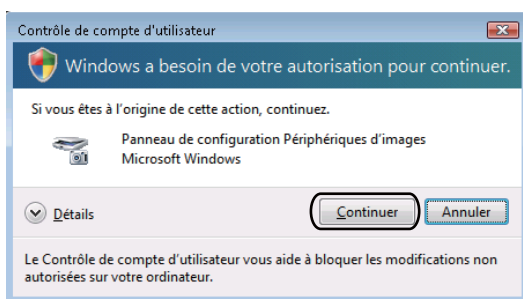 Contrôle de compte d'utilisateur
Windows a besoin de votre autorisation pour continuer.
Si vous êtes à l'origine de cette action, continuez.
Panneau de configuration Périphériques d'images
Microsoft Windows
Détails
Continuer
Annuler
Le Contrôle de compte d'utilisateur vous aide à bloquer les modifications non
autorisées sur votre ordinateur.